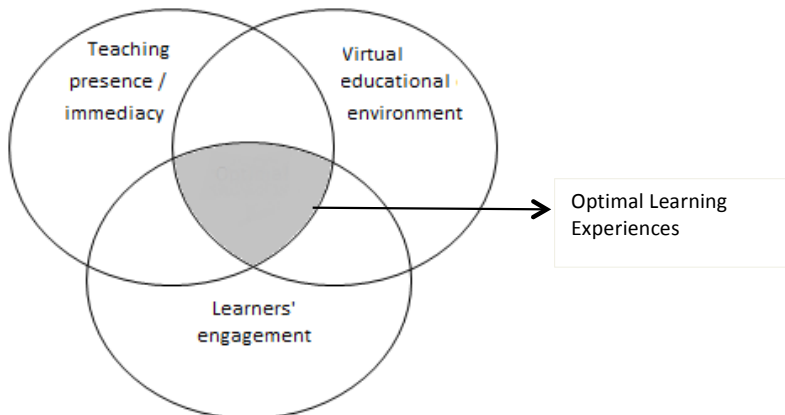 Teaching
presence /
immediacy
Virtual
educational
environment
Optimal Learning
Experiences
Learners'
engagement